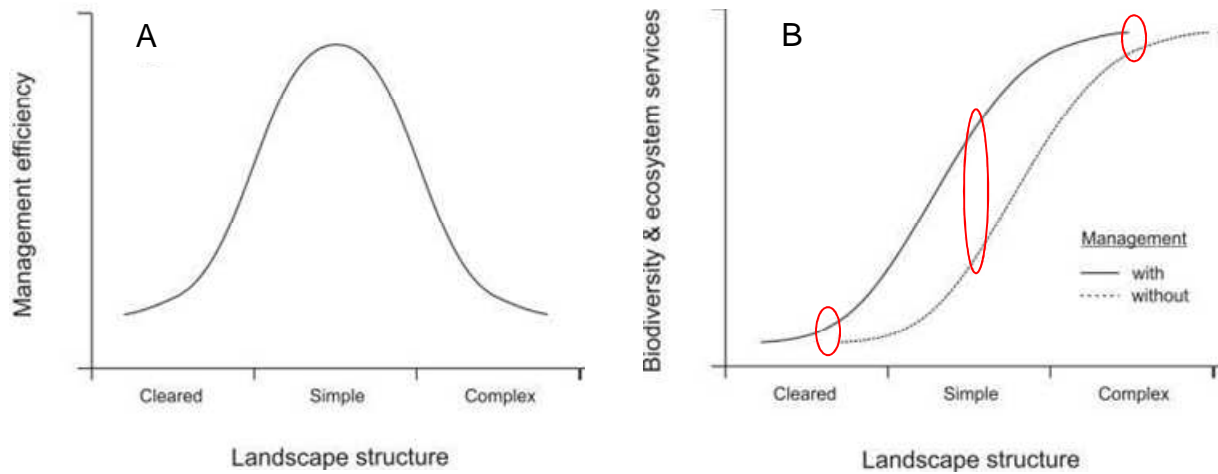 A
Management efficiency
Cleared
Simple
Complex
Landscape structure
B
Biodiversity & ecosystem services
Management
with
without
Cleared
Simple
Complex
Landscape structure